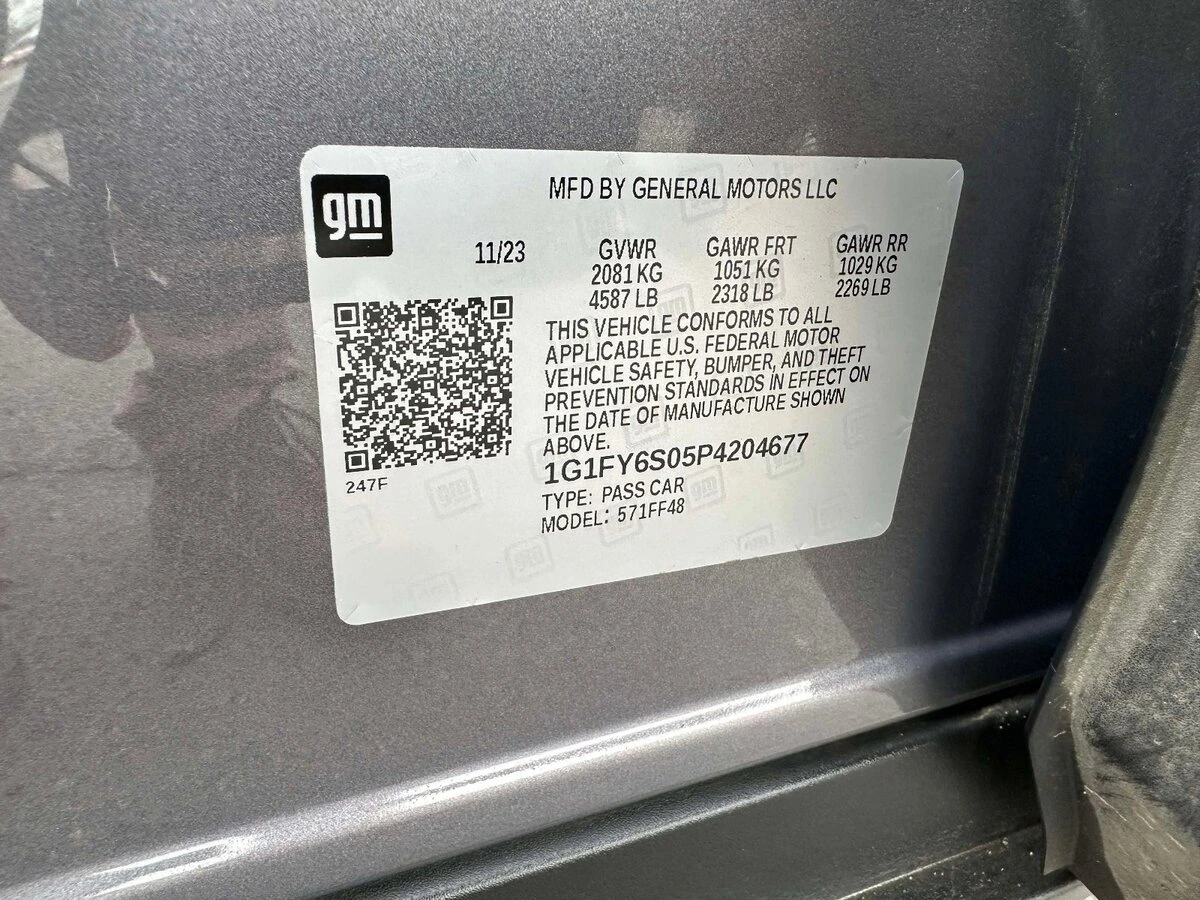 gm
MFD BY GENERAL MOTORS LLC
11/23 GVWR GAWR FRT GAWR RR
2081 KG 1051 KG 1029 KG
4587 LB 2318 LB 2269 LB
THIS VEHICLE CONFORMS TO ALL
APPLICABLE U.S. FEDERAL MOTOR
VEHICLE SAFETY, BUMPER, AND THEFT
PREVENTION STANDARDS IN EFFECT ON
THE DATE OF MANUFACTURE SHOWN
ABOVE.
1G1FY6S05P4204677
TYPE: PASS CAR
MODEL: 571FF48
247F